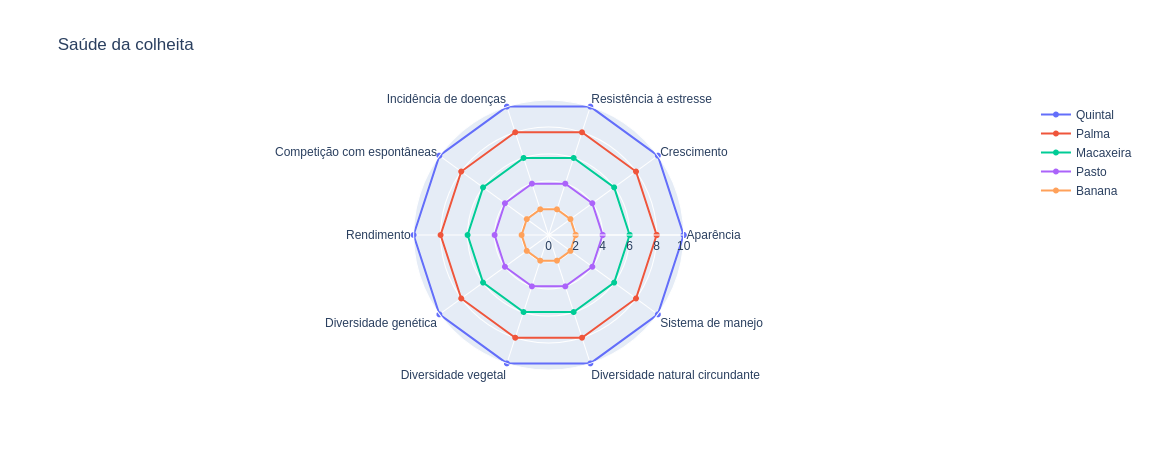 Saúde da colheita
Incidência de doenças
Resistência à estresse
Quintal
Palma
Macaxeira
Pasto
Banana
Competição com espontâneas
Crescimento
Rendimento
Aparência
0 2 4 6 8 10
Diversidade genética
Sistema de manejo
Diversidade vegetal
Diversidade natural circundante